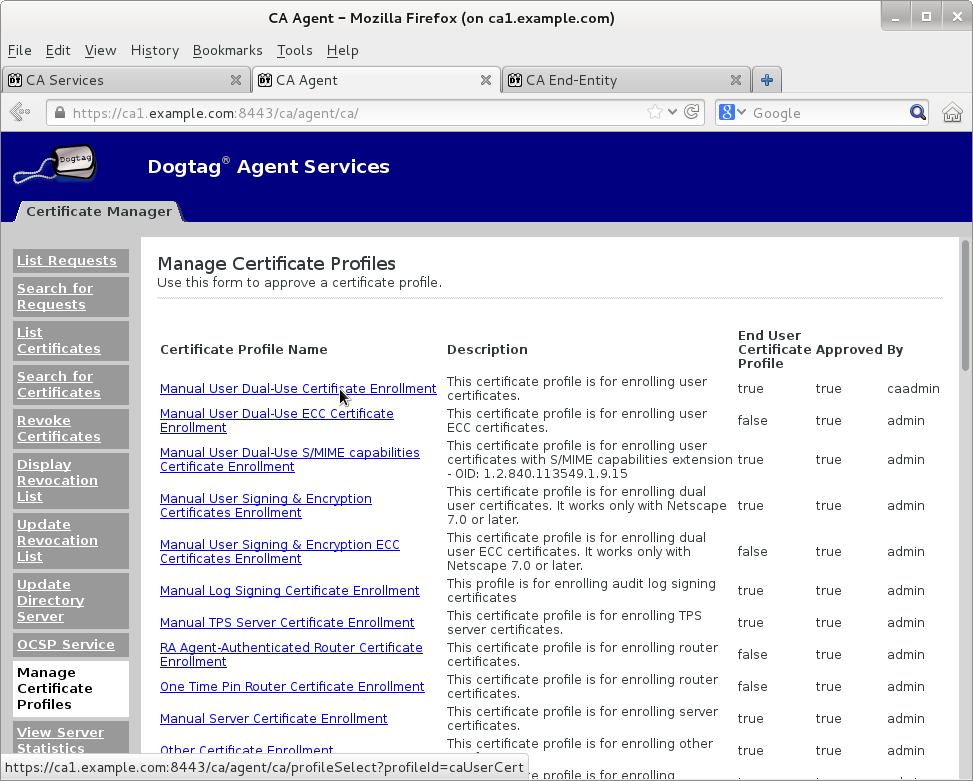 CA Agent – Mozilla Firefox (on ca1.example.com)
File Edit View History Bookmarks Tools Help
CA Services
CA Agent
CA End-Entity
https://ca1.example.com:8443/ca/agent/ca/
Google
Dogtag
Dogtag® Agent Services
Certificate Manager
List Requests
Search for
Requests
List
Certificates
Search for
Certificates
Revoke
Certificates
Display
Revocation
List
Update
Revocation
List
Update
Directory
Server
OCSP Service
Manage
Certificate
Profiles
View Server
Statistics
Manage Certificate Profiles
Use this form to approve a certificate profile.
Certificate Profile Name
Description
End User
Certificate
Profile
Approved By
Manual User Dual-Use Certificate Enrollment
This certificate profile is for enrolling user
certificates.
true true caadmin
Manual User Dual-Use ECC Certificate
Enrollment
This certificate profile is for enrolling user
ECC certificates.
false true admin
Manual User Dual-Use S/MIME capabilities
Certificate Enrollment
This certificate profile is for enrolling user
certificates with S/MIME capabilities extension
- OID: 1.2.840.113549.1.9.15
true true admin
Manual User Signing & Encryption
Certificates Enrollment
This certificate profile is for enrolling dual
user certificates. It works only with Netscape
7.0 or later.
true true admin
Manual User Signing & Encryption ECC
Certificates Enrollment
This certificate profile is for enrolling dual
user ECC certificates. It works only with
Netscape 7.0 or later.
false true admin
Manual Log Signing Certificate Enrollment
This profile is for enrolling audit log signing
certificates
true true admin
Manual TPS Server Certificate Enrollment
This certificate profile is for enrolling TPS
server certificates.
true true admin
RA Agent-Authenticated Router Certificate
Enrollment
This certificate profile is for enrolling router
certificates.
false true admin
One Time Pin Router Certificate Enrollment
This certificate profile is for enrolling router
certificates.
false true admin
Manual Server Certificate Enrollment
This certificate profile is for enrolling server
certificates.
true true admin
Other Certificate Enrollment
This certificate profile is for enrolling other
true true admin
profile is for enrolling
https://ca1.example.com:8443/ca/agent/ca/profileSelect?profileId=caUserCert